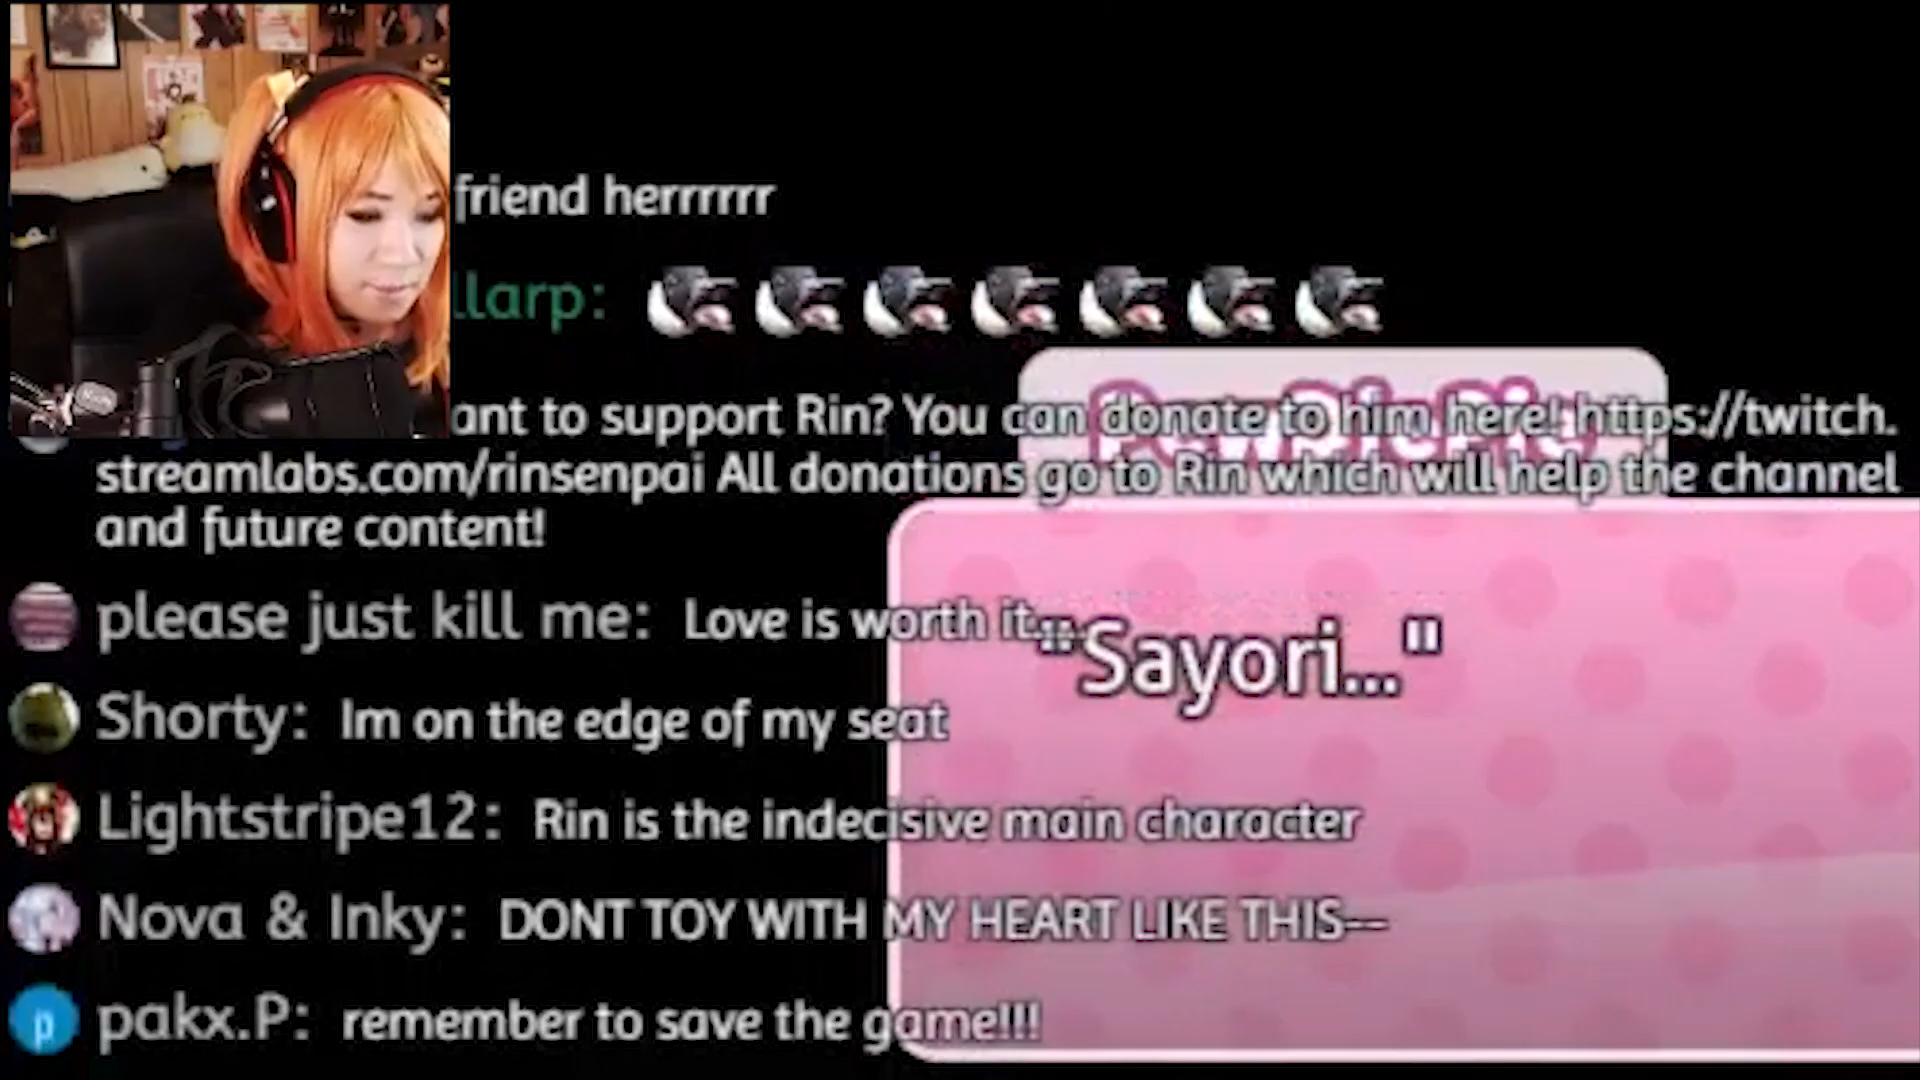 friend herrrrrr
llarp:
ant to support Rin? You can donate to him here! https://twitch.
PewDiePie
streamlabs.com/rinsenpai All donations go to Rin which will help the channel
and future content!
please just kill me: Love is worth it...
"Sayori..."
Shorty: Im on the edge of my seat
Lightstripe12: Rin is the indecisive main character
Nova & Inky: DONT TOY WITH MY HEART LIKE THIS--
p pakx.P: remember to save the game!!!